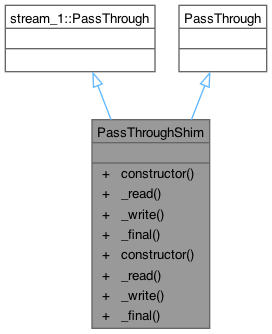 stream_1::PassThrough
PassThrough
PassThroughShim
+ constructor()
+ _read()
+ _write()
+ _final()
+ constructor()
+ _read()
+ _write()
+ _final()